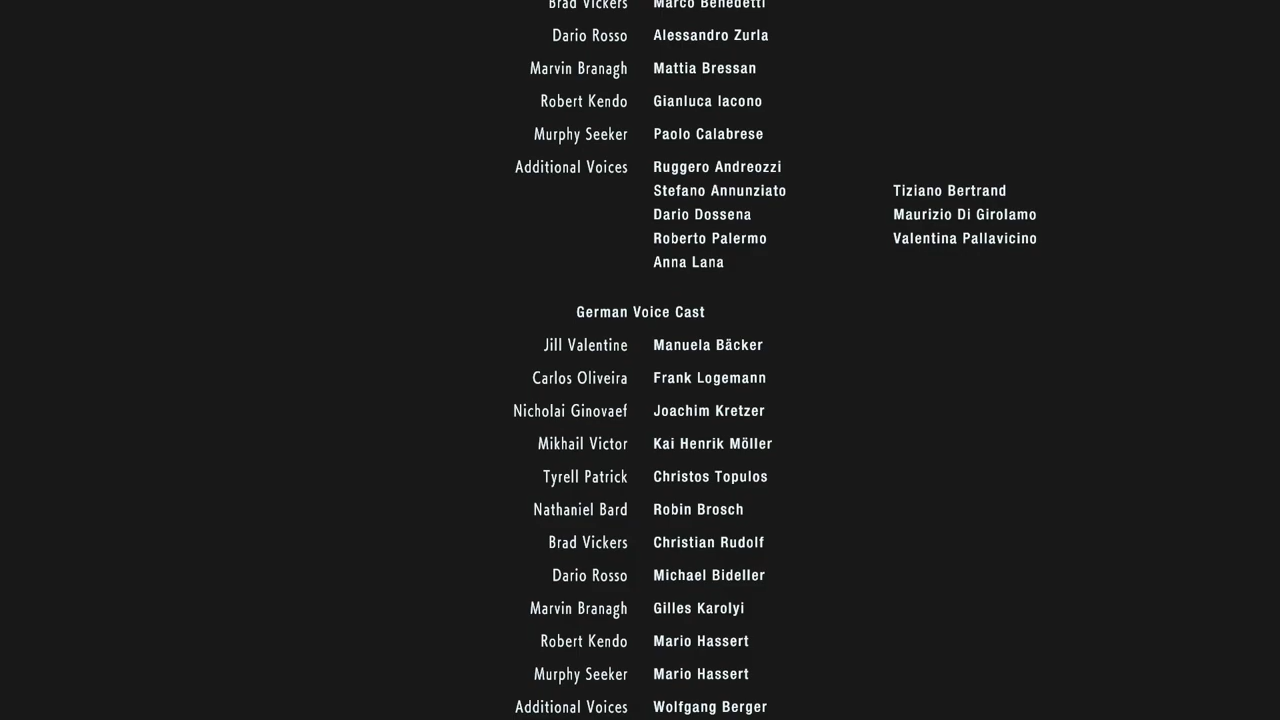 Brad Vickers Marco Benedetti
Dario Rosso Alessandro Zurla
Marvin Branagh Mattia Bressan
Robert Kendo Gianluca Iacono
Murphy Seeker Paolo Calabrese
Additional Voices Ruggero Andreozzi
Stefano Annunziato Tiziano Bertrand
Dario Dossena Maurizio Di Girolamo
Roberto Palermo Valentina Pallavicino
Anna Lana
German Voice Cast
Jill Valentine Manuela Bäcker
Carlos Oliveira Frank Logemann
Nicholai Ginovaef Joachim Kretzer
Mikhail Victor Kai Henrik Möller
Tyrell Patrick Christos Topulos
Nathaniel Bard Robin Brosch
Brad Vickers Christian Rudolf
Dario Rosso Michael Bideller
Marvin Branagh Gilles Karolyi
Robert Kendo Mario Hassert
Murphy Seeker Mario Hassert
Additional Voices Wolfgang Berger